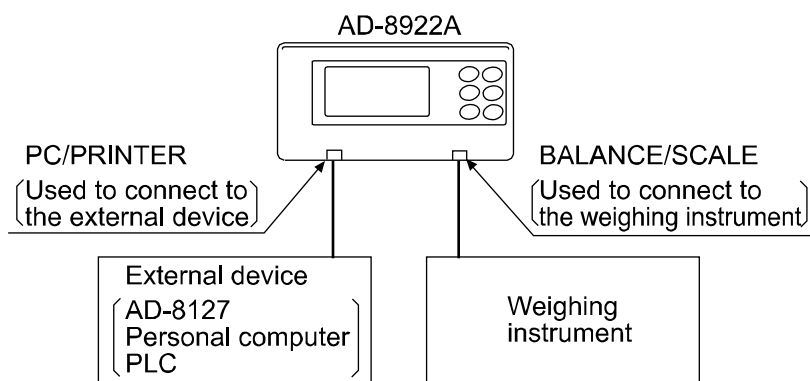 AD-8922A
PC/PRINTER
Used to connect to
the external device
BALANCE/SCALE
Used to connect to
the weighing instrument
External device
AD-8127
Personal computer
PLC
Weighing
instrument